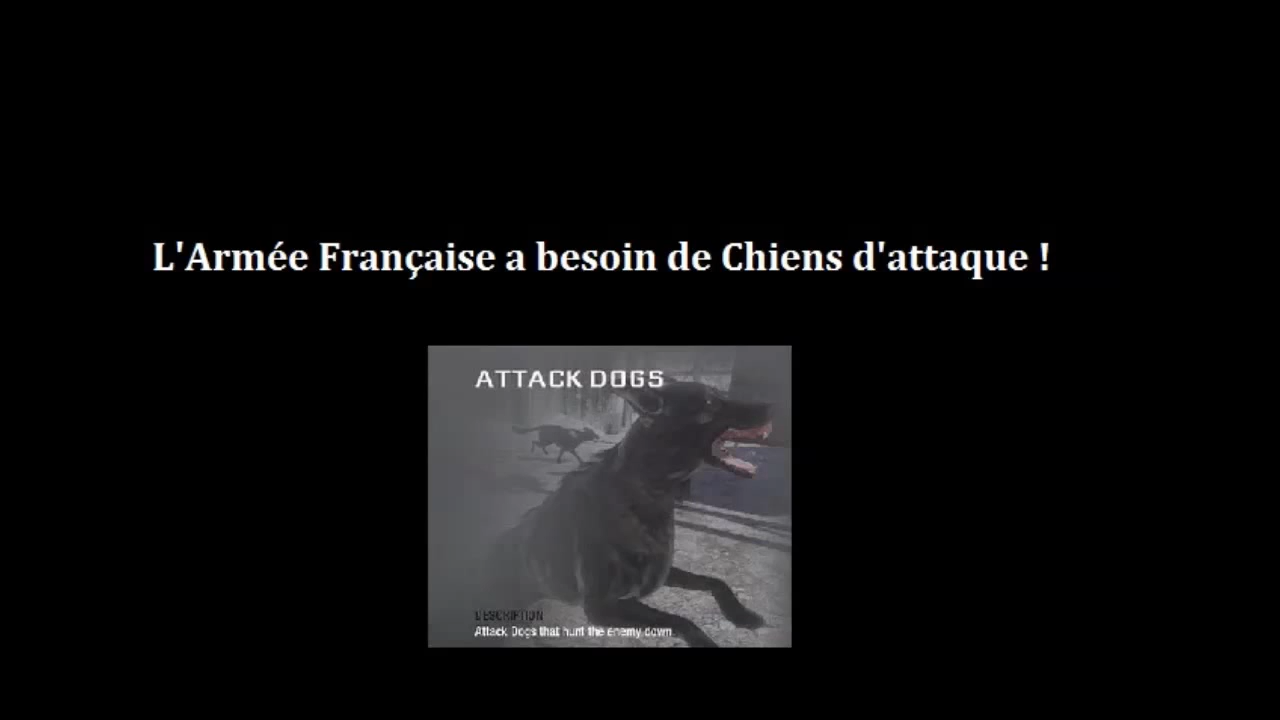 L'Armée Française a besoin de Chiens d'attaque !
ATTACK DOGS
DESCRIPTION
Attack Dogs that hunt the enemy down.